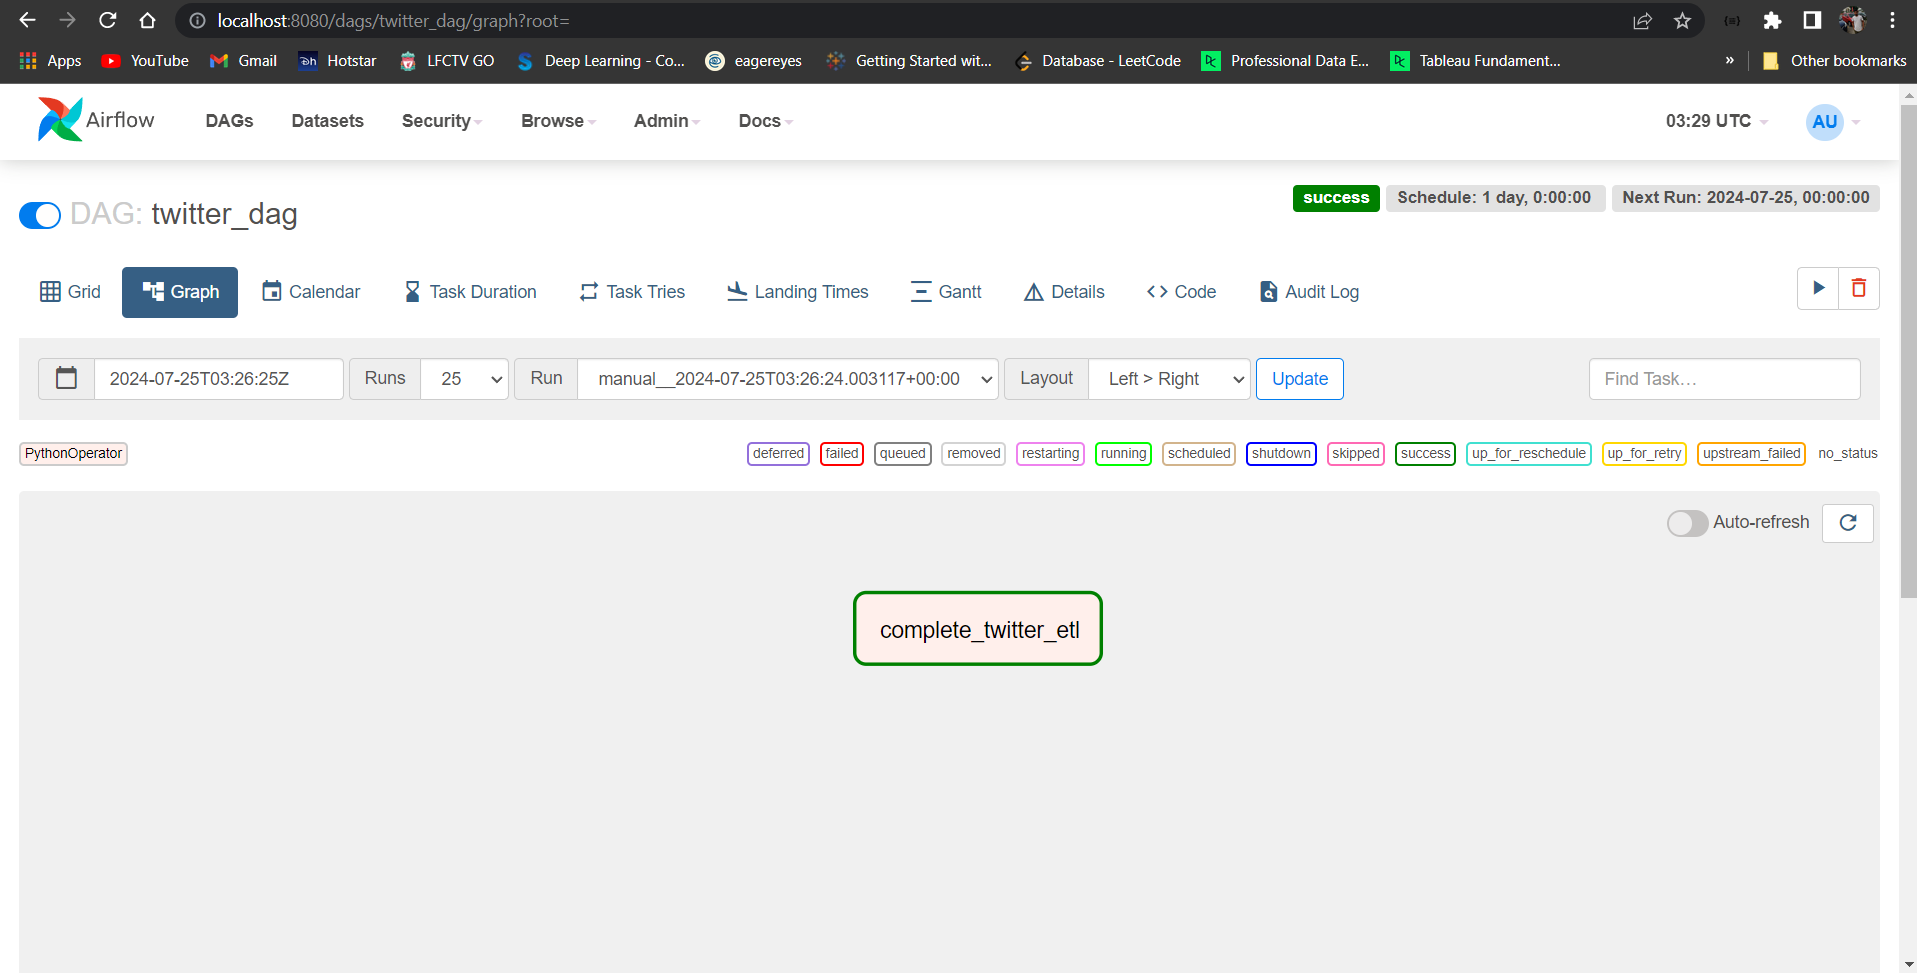 localhost:8080/dags/twitter_dag/graph?root=
Apps YouTube Gmail Hotstar LFCTV GO Deep Learning - Co... eagereyes Getting Started wit... Database - LeetCode Professional Data E... Tableau Fundament... » Other bookmarks
Airflow DAGs Datasets Security Browse Admin Docs 03:29 UTC AU
success Schedule: 1 day, 0:00:00 Next Run: 2024-07-25, 00:00:00
DAG: twitter_dag
Grid Graph Calendar Task Duration Task Tries Landing Times Gantt Details Code Audit Log
2024-07-25T03:26:25Z Runs 25 Run manual__2024-07-25T03:26:24.003117+00:00 Layout Left > Right Update Find Task…
PythonOperator deferred failed queued removed restarting running scheduled shutdown skipped success up_for_reschedule up_for_retry upstream_failed no_status
Auto-refresh
complete_twitter_etl